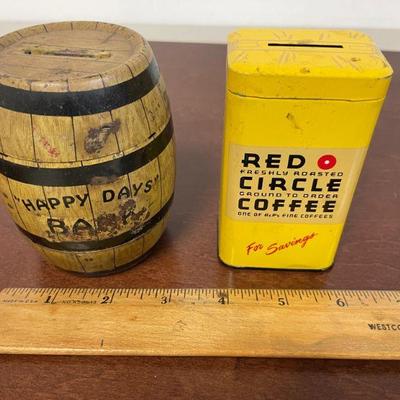 "HAPPY DAYS"
BANK
RED CIRCLE COFFEE
FRESHLY ROASTED
GROUND TO ORDER
ONE OF A&P's FINE COFFEES
For Savings
1 2 3 4 5 6
WESTCO